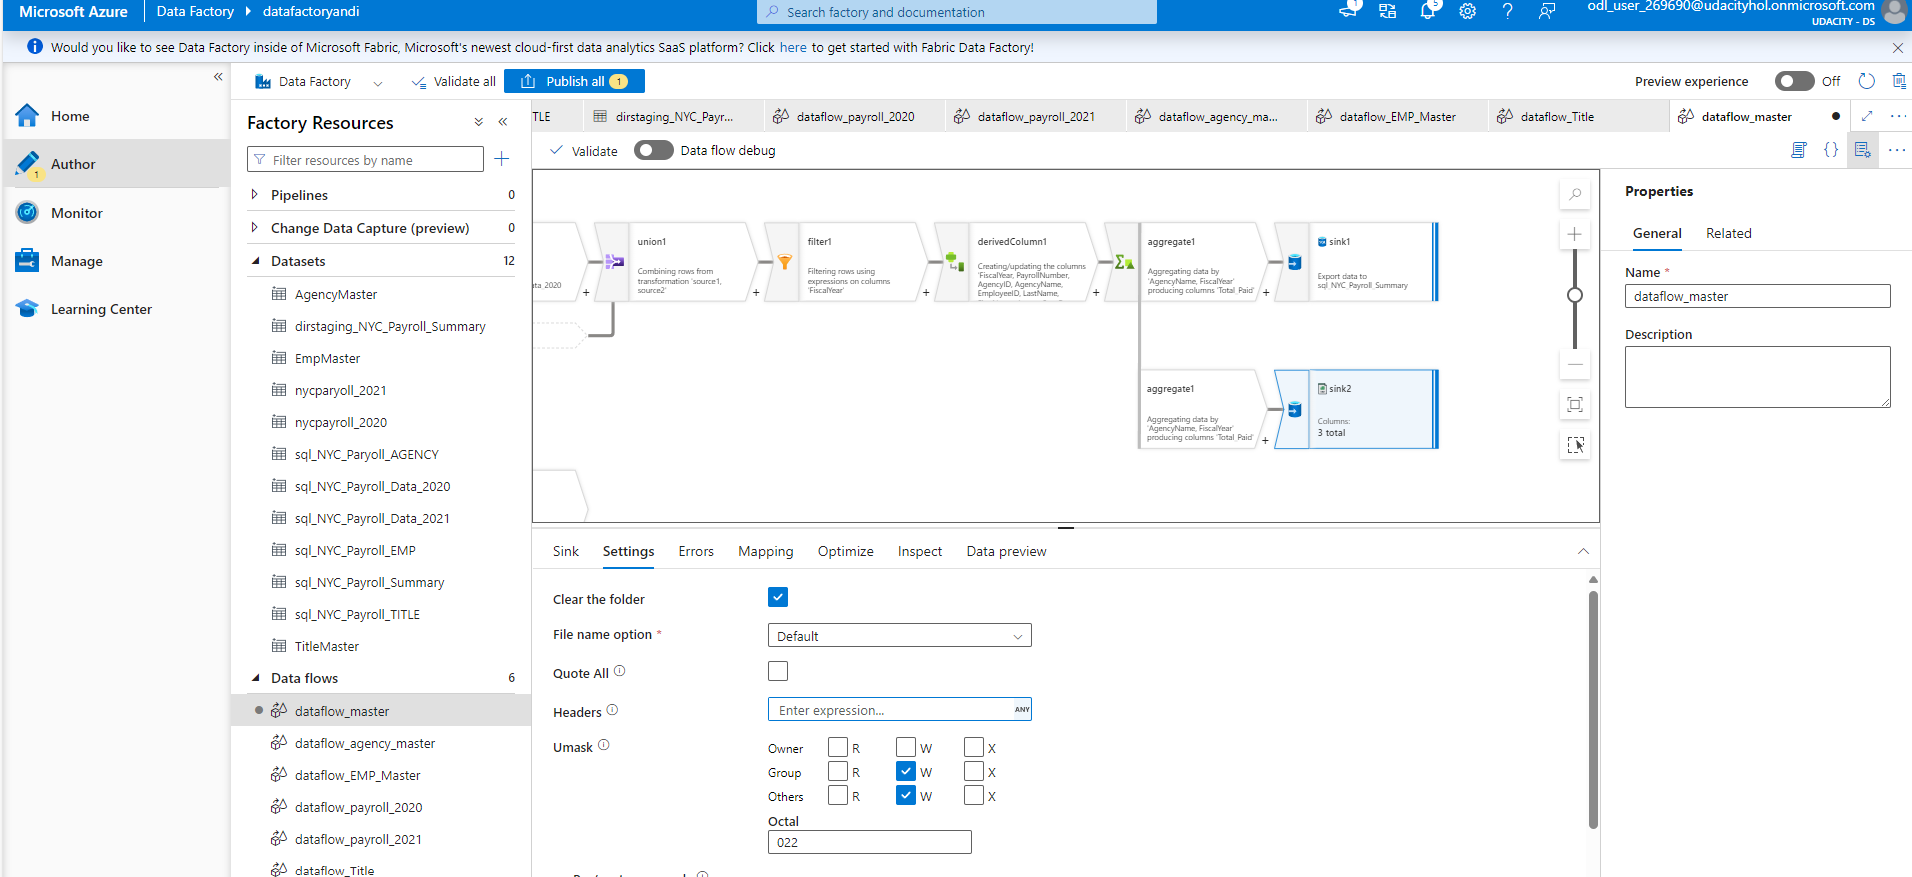 Microsoft Azure
Data Factory
datafactoryandi
Search factory and documentation
1
5
odl_user_269690@udacityhol.onmicrosoft.com
UDACITY - DS
Would you like to see Data Factory inside of Microsoft Fabric, Microsoft's newest cloud-first data analytics SaaS platform? Click here to get started with Fabric Data Factory!
Home
Author
1
Monitor
Manage
Learning Center
Data Factory
Validate all
Publish all 1
Preview experience
Off
Factory Resources
Filter resources by name
Pipelines 0
Change Data Capture (preview) 0
Datasets 12
AgencyMaster
dirstaging_NYC_Payroll_Summary
EmpMaster
nycparyoll_2021
nycpayroll_2020
sql_NYC_Paryoll_AGENCY
sql_NYC_Payroll_Data_2020
sql_NYC_Payroll_Data_2021
sql_NYC_Payroll_EMP
sql_NYC_Payroll_Summary
sql_NYC_Payroll_TITLE
TitleMaster
Data flows 6
dataflow_master
dataflow_agency_master
dataflow_EMP_Master
dataflow_payroll_2020
dataflow_payroll_2021
dataflow_Title
TLE
dirstaging_NYC_Payr...
dataflow_payroll_2020
dataflow_payroll_2021
dataflow_agency_ma...
dataflow_EMP_Master
dataflow_Title
dataflow_master
Validate
Data flow debug
ata_2020
union1
Combining rows from
transformation 'source1,
source2'
filter1
Filtering rows using
expressions on columns
'FiscalYear'
derivedColumn1
Creating/updating the columns
'FiscalYear, PayrollNumber,
AgencyID, AgencyName,
EmployeeID, LastName,
aggregate1
Aggregating data by
'AgencyName, FiscalYear'
producing columns 'Total_Paid'
sink1
Export data to
sql_NYC_Payroll_Summary
aggregate1
Aggregating data by
'AgencyName, FiscalYear'
producing columns 'Total_Paid'
sink2
Columns:
3 total
Sink
Settings
Errors
Mapping
Optimize
Inspect
Data preview
Clear the folder
File name option *
Default
Quote All
Headers
Enter expression...
ANY
Umask
Owner R W X
Group R W X
Others R W X
Octal
022
Properties
General
Related
Name *
dataflow_master
Description